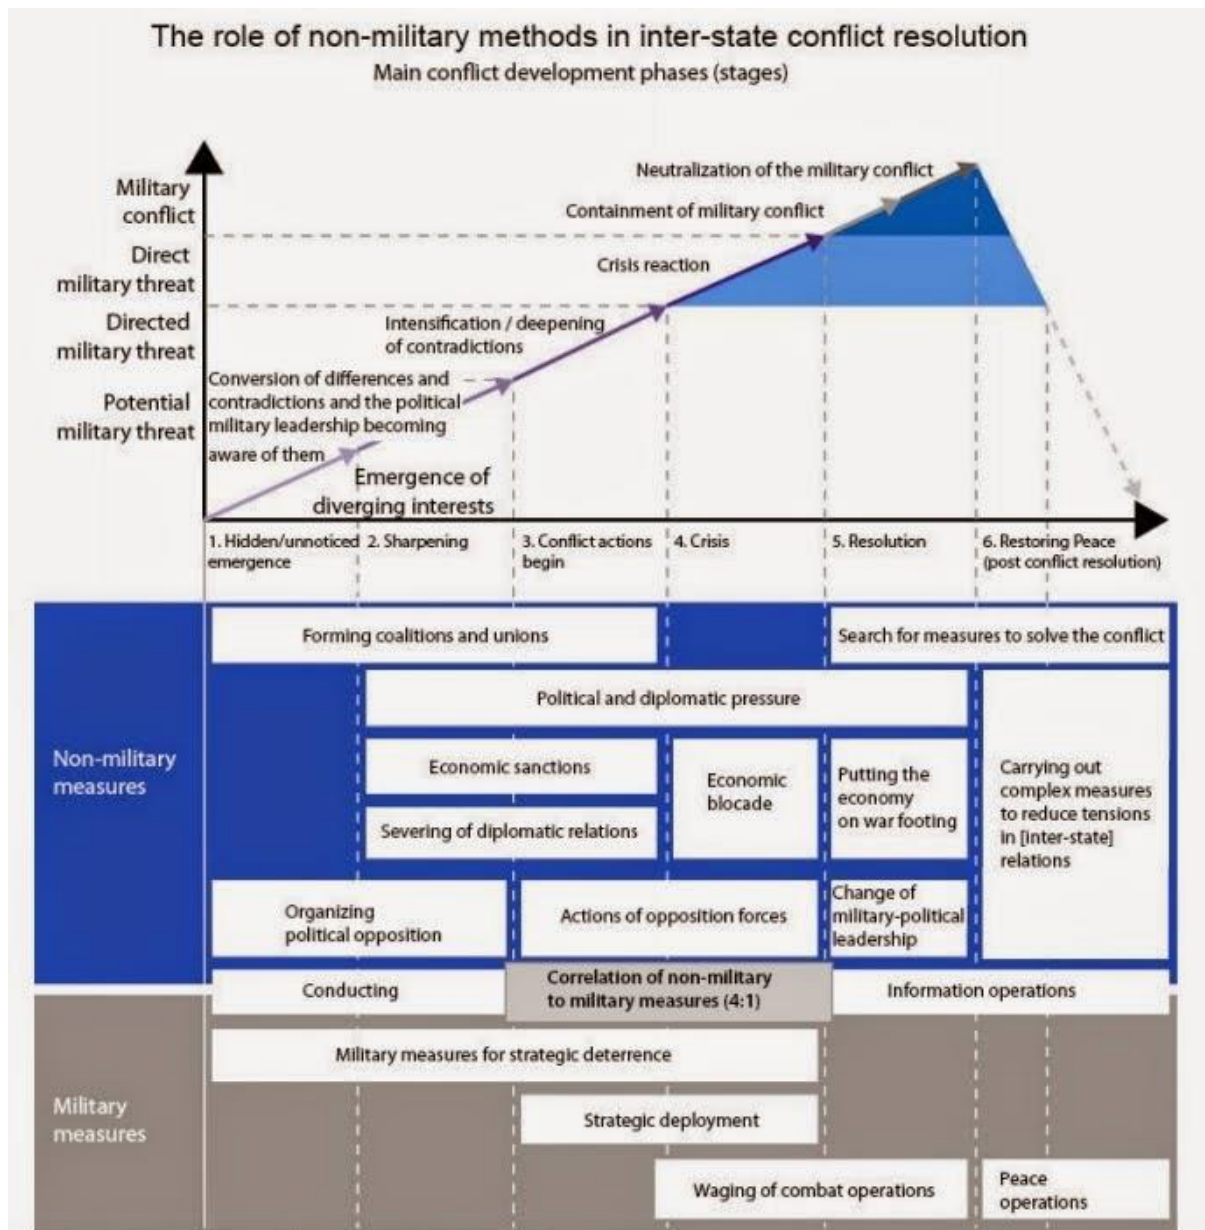 The role of non-military methods in inter-state conflict resolution
Main conflict development phases (stages)
Military
conflict
Direct
military threat
Directed
military threat
Potential
military threat
Neutralization of the military conflict
Containment of military conflict
Crisis reaction
Intensification / deepening
of contradictions
Conversion of differences and
contradictions and the political
military leadership becoming
aware of them
Emergence of
diverging interests
1. Hidden/unnoticed
emergence
2. Sharpening
3. Conflict actions
begin
4. Crisis
5. Resolution
6. Restoring Peace
(post conflict resolution)
Non-military
measures
Forming coalitions and unions
Search for measures to solve the conflict
Political and diplomatic pressure
Economic sanctions
Severing of diplomatic relations
Economic
blocade
Putting the
economy
on war footing
Carrying out
complex measures
to reduce tensions
in [inter-state]
relations
Organizing
political opposition
Actions of opposition forces
Change of
military-political
leadership
Conducting
Correlation of non-military
to military measures (4:1)
Information operations
Military
measures
Military measures for strategic deterrence
Strategic deployment
Waging of combat operations
Peace
operations